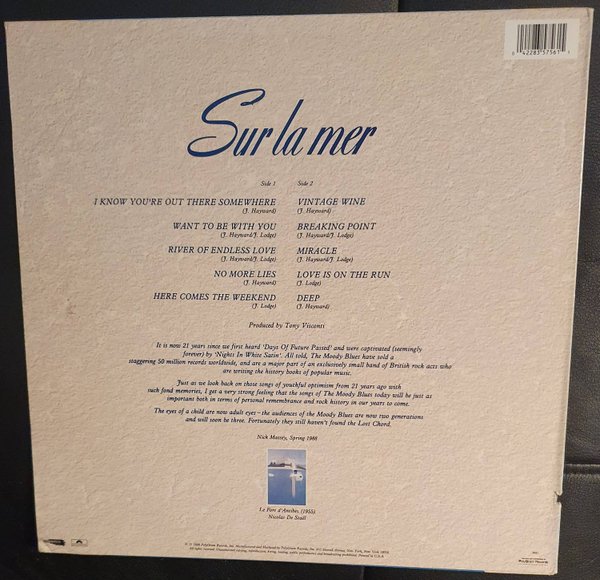 0 42283 57561 1
Sur la mer
Side 1 Side 2
I KNOW YOU'RE OUT THERE SOMEWHERE
(J. Hayward)
VINTAGE WINE
(J. Hayward)
WANT TO BE WITH YOU
(J. Hayward/J. Lodge)
BREAKING POINT
(J. Hayward/J. Lodge)
RIVER OF ENDLESS LOVE
(J. Hayward/J. Lodge)
MIRACLE
(J. Hayward/J. Lodge)
NO MORE LIES
(J. Hayward)
LOVE IS ON THE RUN
(J. Lodge)
HERE COMES THE WEEKEND
(J. Lodge)
DEEP
(J. Hayward)
Produced by Tony Visconti
It is now 21 years since we first heard 'Days Of Future Passed' and were captivated (seemingly
forever) by 'Nights In White Satin'. All told, The Moody Blues have told a
staggering 50 million records worldwide, and are a major part of an exclusively small band of British rock acts who
are writing the history books of popular music.
Just as we look back on those songs of youthful optimism from 21 years ago with
such fond memories, I get a very strong feeling that the songs of The Moody Blues today will be just as
important both in terms of personal remembrance and rock history in our years to come.
The eyes of a child are now adult eyes – the audiences of the Moody Blues are now two generations
and will soon be three. Fortunately they still haven't found the Lost Chord.
Nick Massey, Spring 1988
Le Fort d'Antibes (1955)
Nicolas De Staël